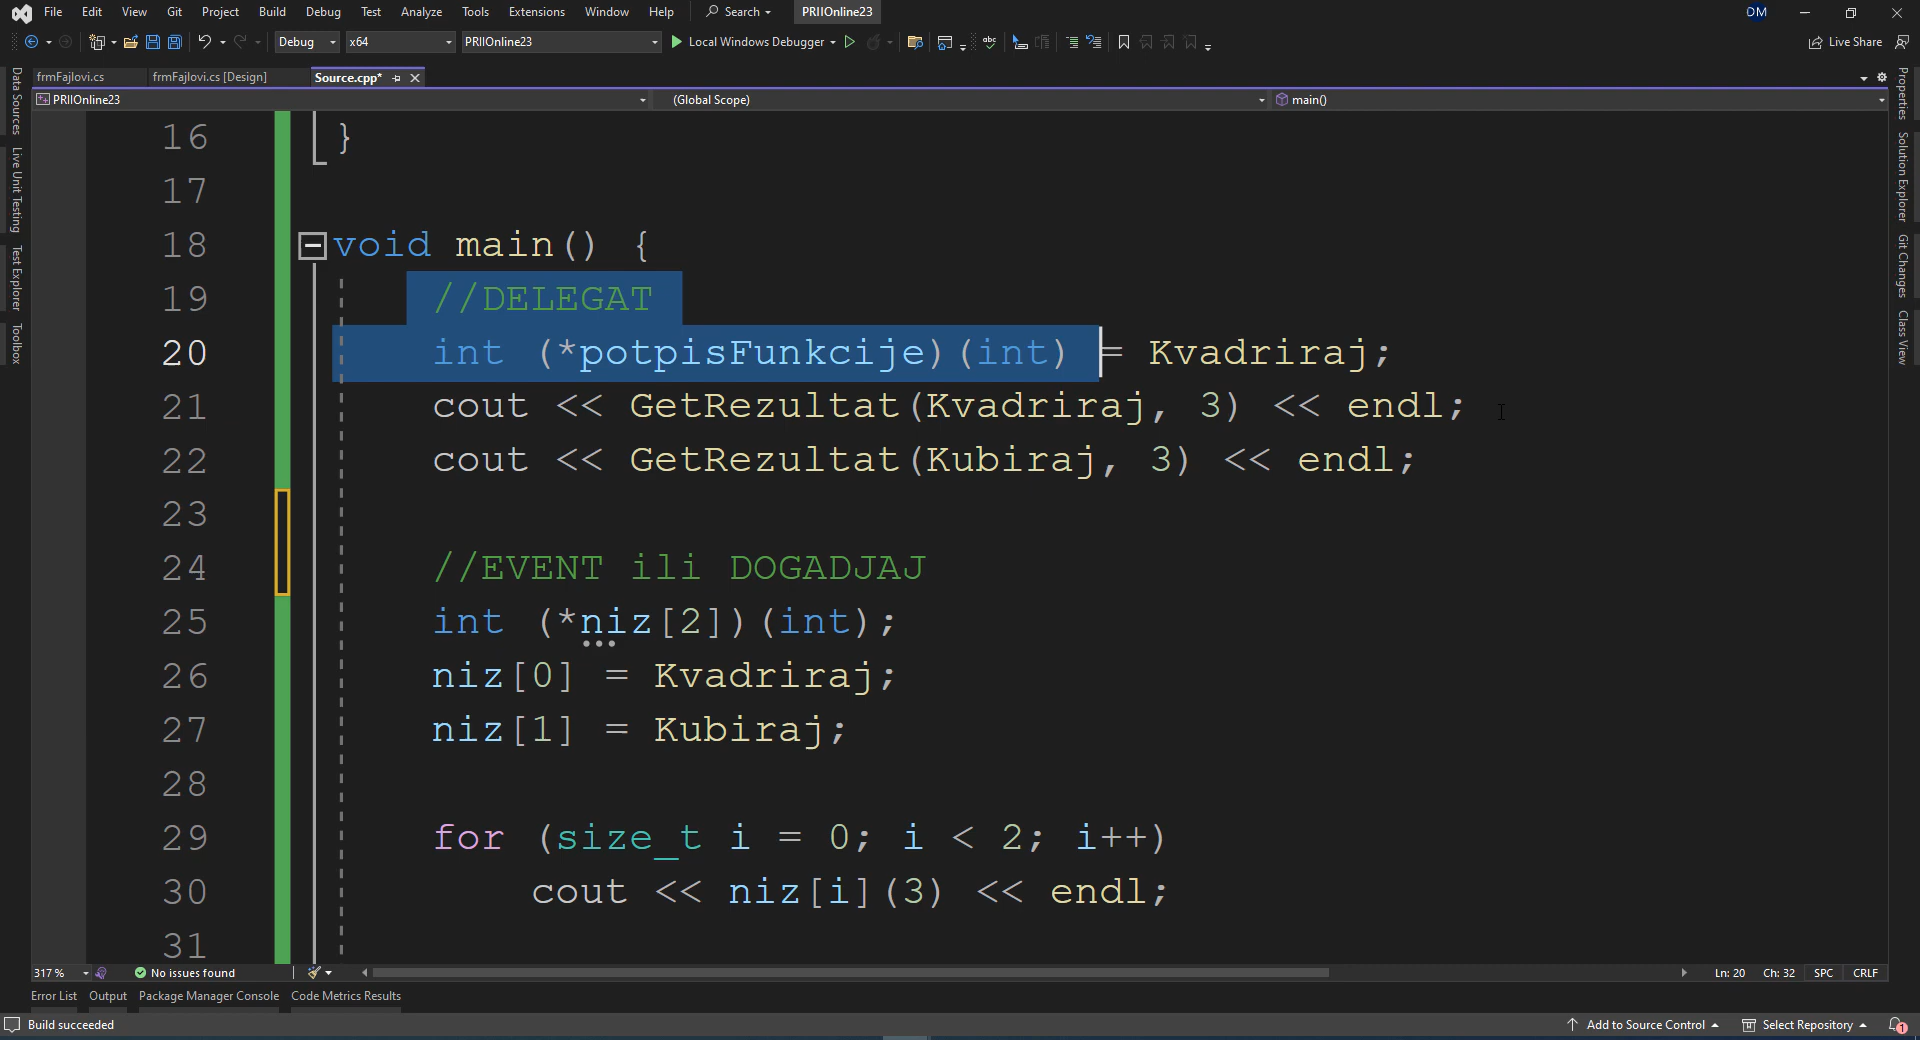 File Edit View Git Project Build Debug Test Analyze Tools Extensions Window Help Search PRIIOnline23 OM
Debug x64 PRIIOnline23 Local Windows Debugger Live Share
frmFajlovi.cs frmFajlovi.cs [Design] Source.cpp*
PRIIOnline23 (Global Scope) main()
Data Sources
Live Unit Testing
Test Explorer
Toolbox
16 }
17
18 void main() {
19 //DELEGAT
20 int (*potpisFunkcije)(int) = Kvadriraj;
21 cout << GetRezultat(Kvadriraj, 3) << endl;
22 cout << GetRezultat(Kubiraj, 3) << endl;
23
24 //EVENT ili DOGADJAJ
25 int (*niz[2])(int);
26 niz[0] = Kvadriraj;
27 niz[1] = Kubiraj;
28
29 for (size_t i = 0; i < 2; i++)
30 cout << niz[i](3) << endl;
31
Properties
Solution Explorer
Git Changes
Class View
317 % No issues found Ln: 20 Ch: 32 SPC CRLF
Error List Output Package Manager Console Code Metrics Results
Build succeeded Add to Source Control Select Repository 1